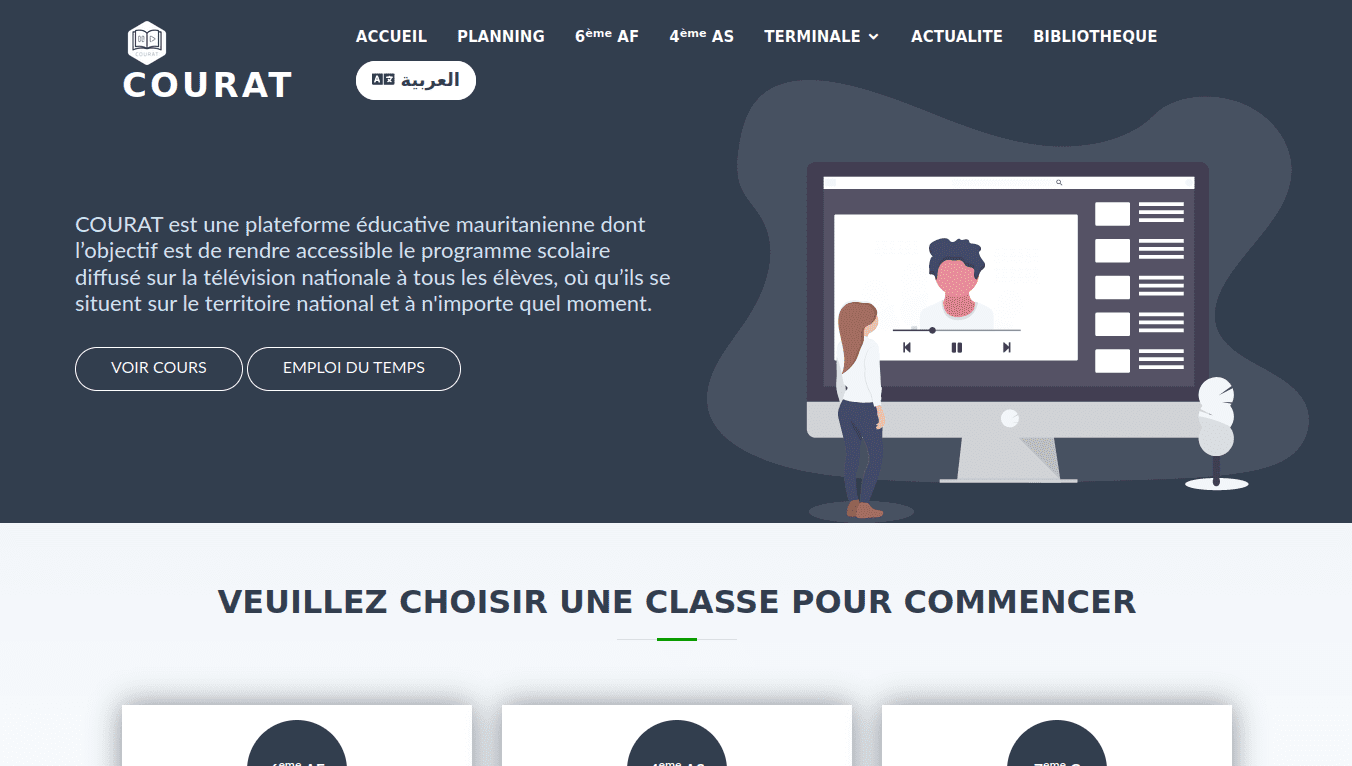 COURAT
COURAT
ACCUEIL PLANNING 6ème AF 4ème AS TERMINALE ACTUALITE BIBLIOTHEQUE
العربية
COURAT est une plateforme éducative mauritanienne dont
l’objectif est de rendre accessible le programme scolaire
diffusé sur la télévision nationale à tous les élèves, où qu’ils se
situent sur le territoire national et à n'importe quel moment.
VOIR COURS EMPLOI DU TEMPS
VEUILLEZ CHOISIR UNE CLASSE POUR COMMENCER